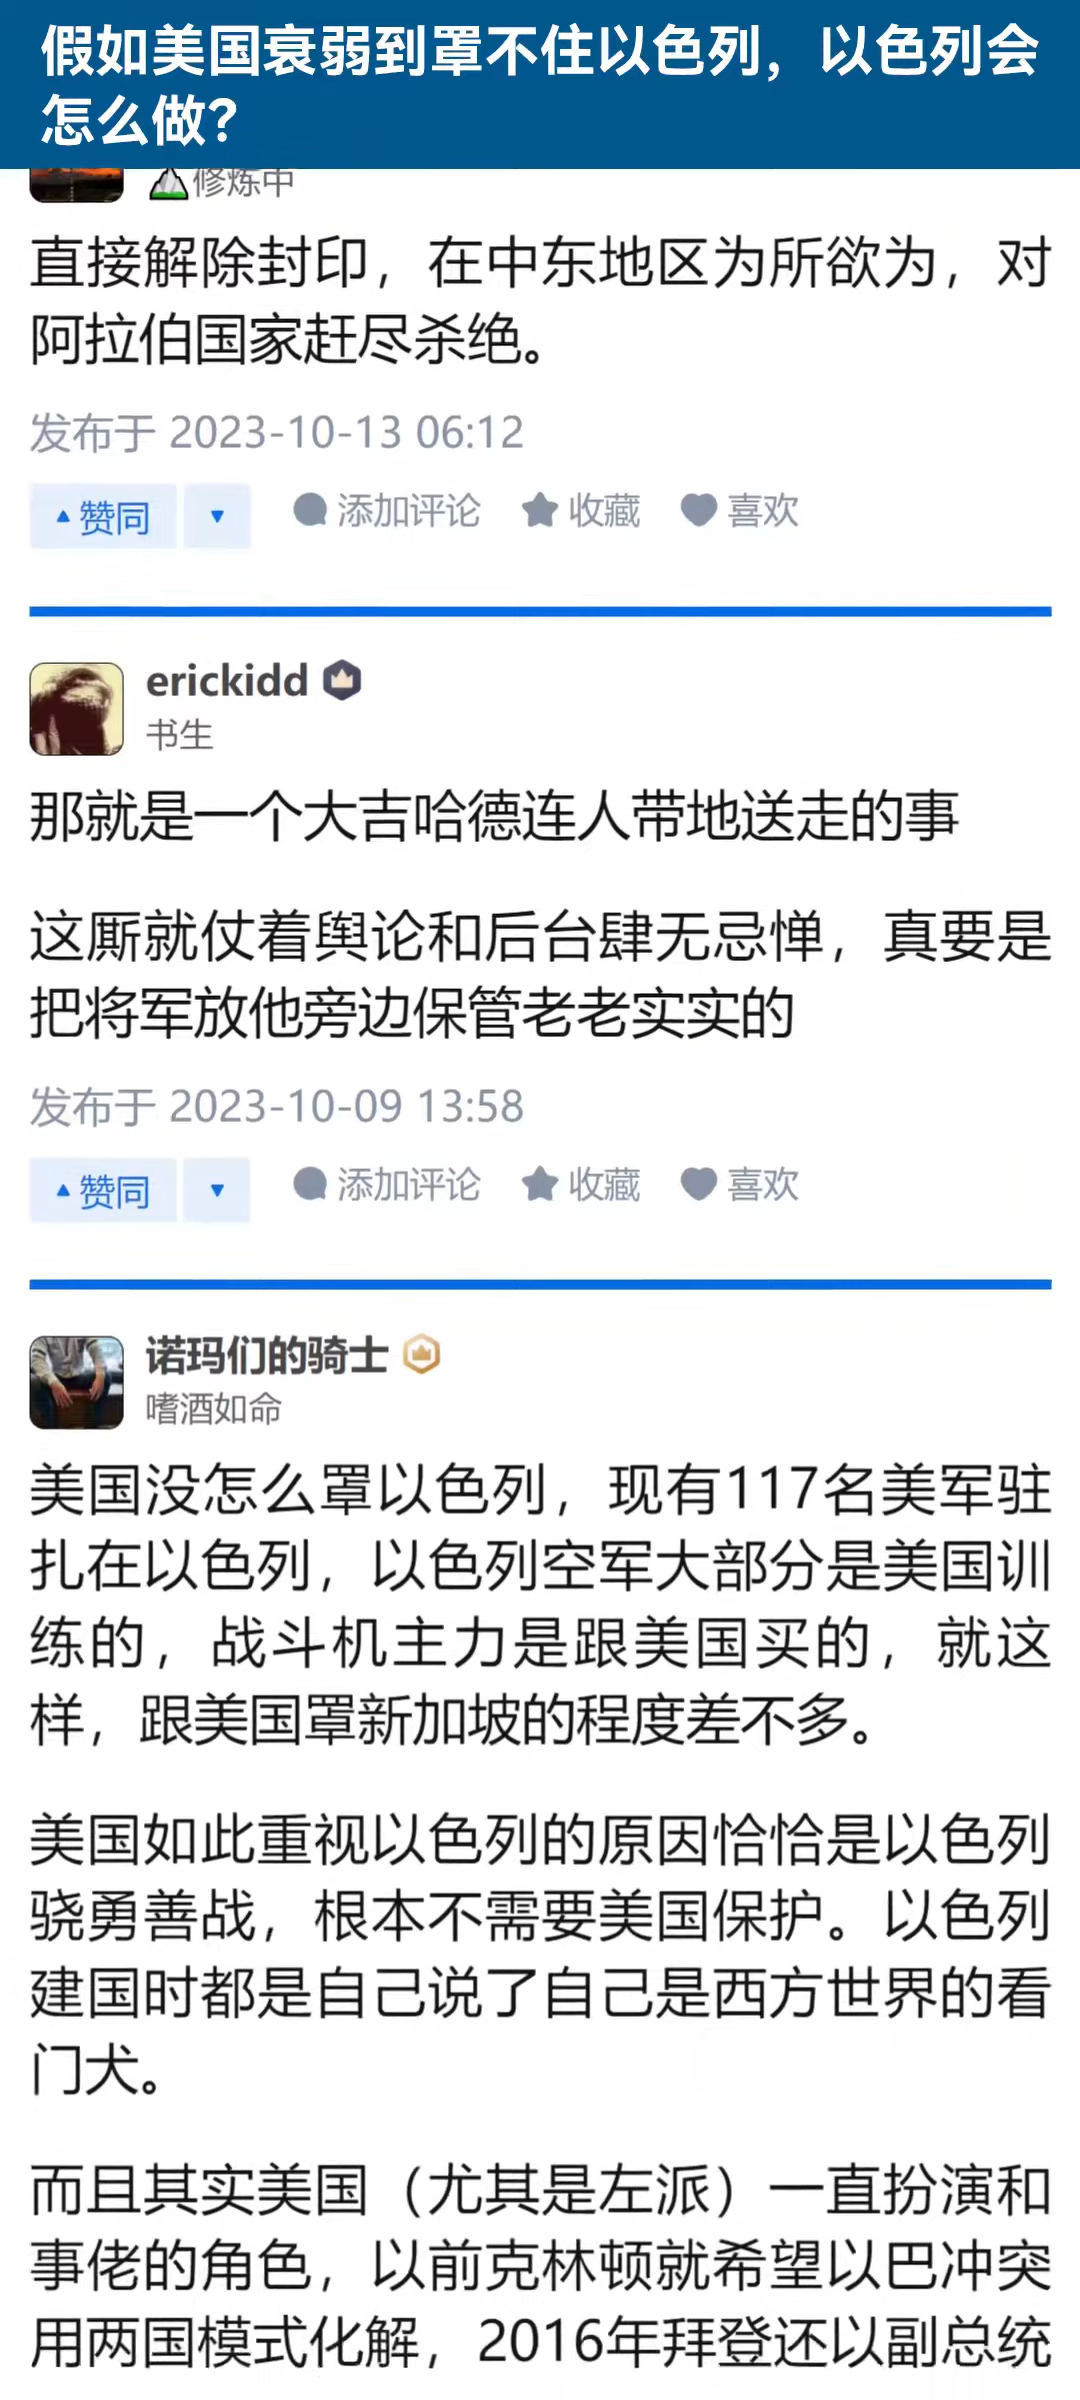 假如美国衰弱到罩不住以色列，以色列会
怎么做？
修炼中
直接解除封印，在中东地区为所欲为，对
阿拉伯国家赶尽杀绝。
发布于 2023-10-13 06:12
赞同 添加评论 收藏 喜欢
erickidd
书生
那就是一个大吉哈德连人带地送走的事
这厮就仗着舆论和后台肆无忌惮，真要是
把将军放他旁边保管老老实实的
发布于 2023-10-09 13:58
赞同 添加评论 收藏 喜欢
诺玛们的骑士
嗜酒如命
美国没怎么罩以色列，现有117名美军驻
扎在以色列，以色列空军大部分是美国训
练的，战斗机主力是跟美国买的，就这
样，跟美国罩新加坡的程度差不多。
美国如此重视以色列的原因恰恰是以色列
骁勇善战，根本不需要美国保护。以色列
建国时都是自己说了自己是西方世界的看
门犬。
而且其实美国（尤其是左派）一直扮演和
事佬的角色，以前克林顿就希望以巴冲突
用两国模式化解，2016年拜登还以副总统